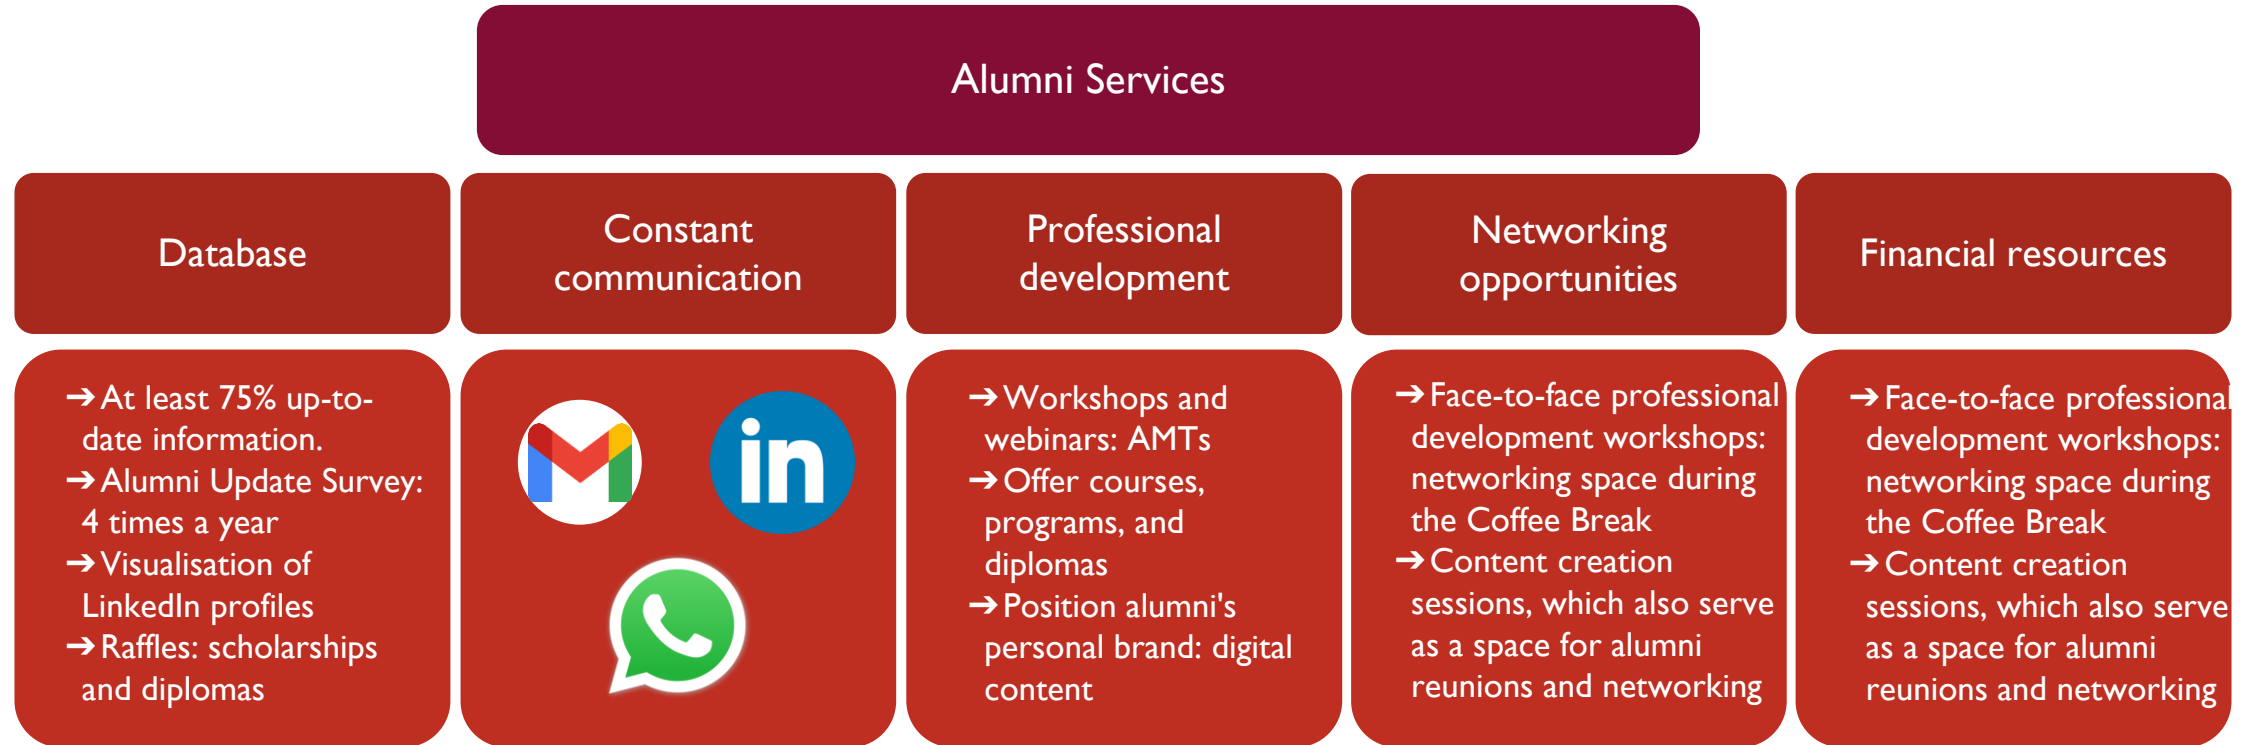 Alumni Services
Database
Constant
communication
Professional
development
Networking
opportunities
Financial resources
➔At least 75% up-to-
date information.
➔Alumni Update Survey:
4 times a year
➔Visualisation of
LinkedIn profiles
➔Raffles: scholarships
and diplomas
in
➔Workshops and
webinars: AMTs
➔Offer courses,
programs, and
diplomas
➔Position alumni's
personal brand: digital
content
➔Face-to-face professional
development workshops:
networking space during
the Coffee Break
➔Content creation
sessions, which also serve
as a space for alumni
reunions and networking
➔Face-to-face professional
development workshops:
networking space during
the Coffee Break
➔Content creation
sessions, which also serve
as a space for alumni
reunions and networking